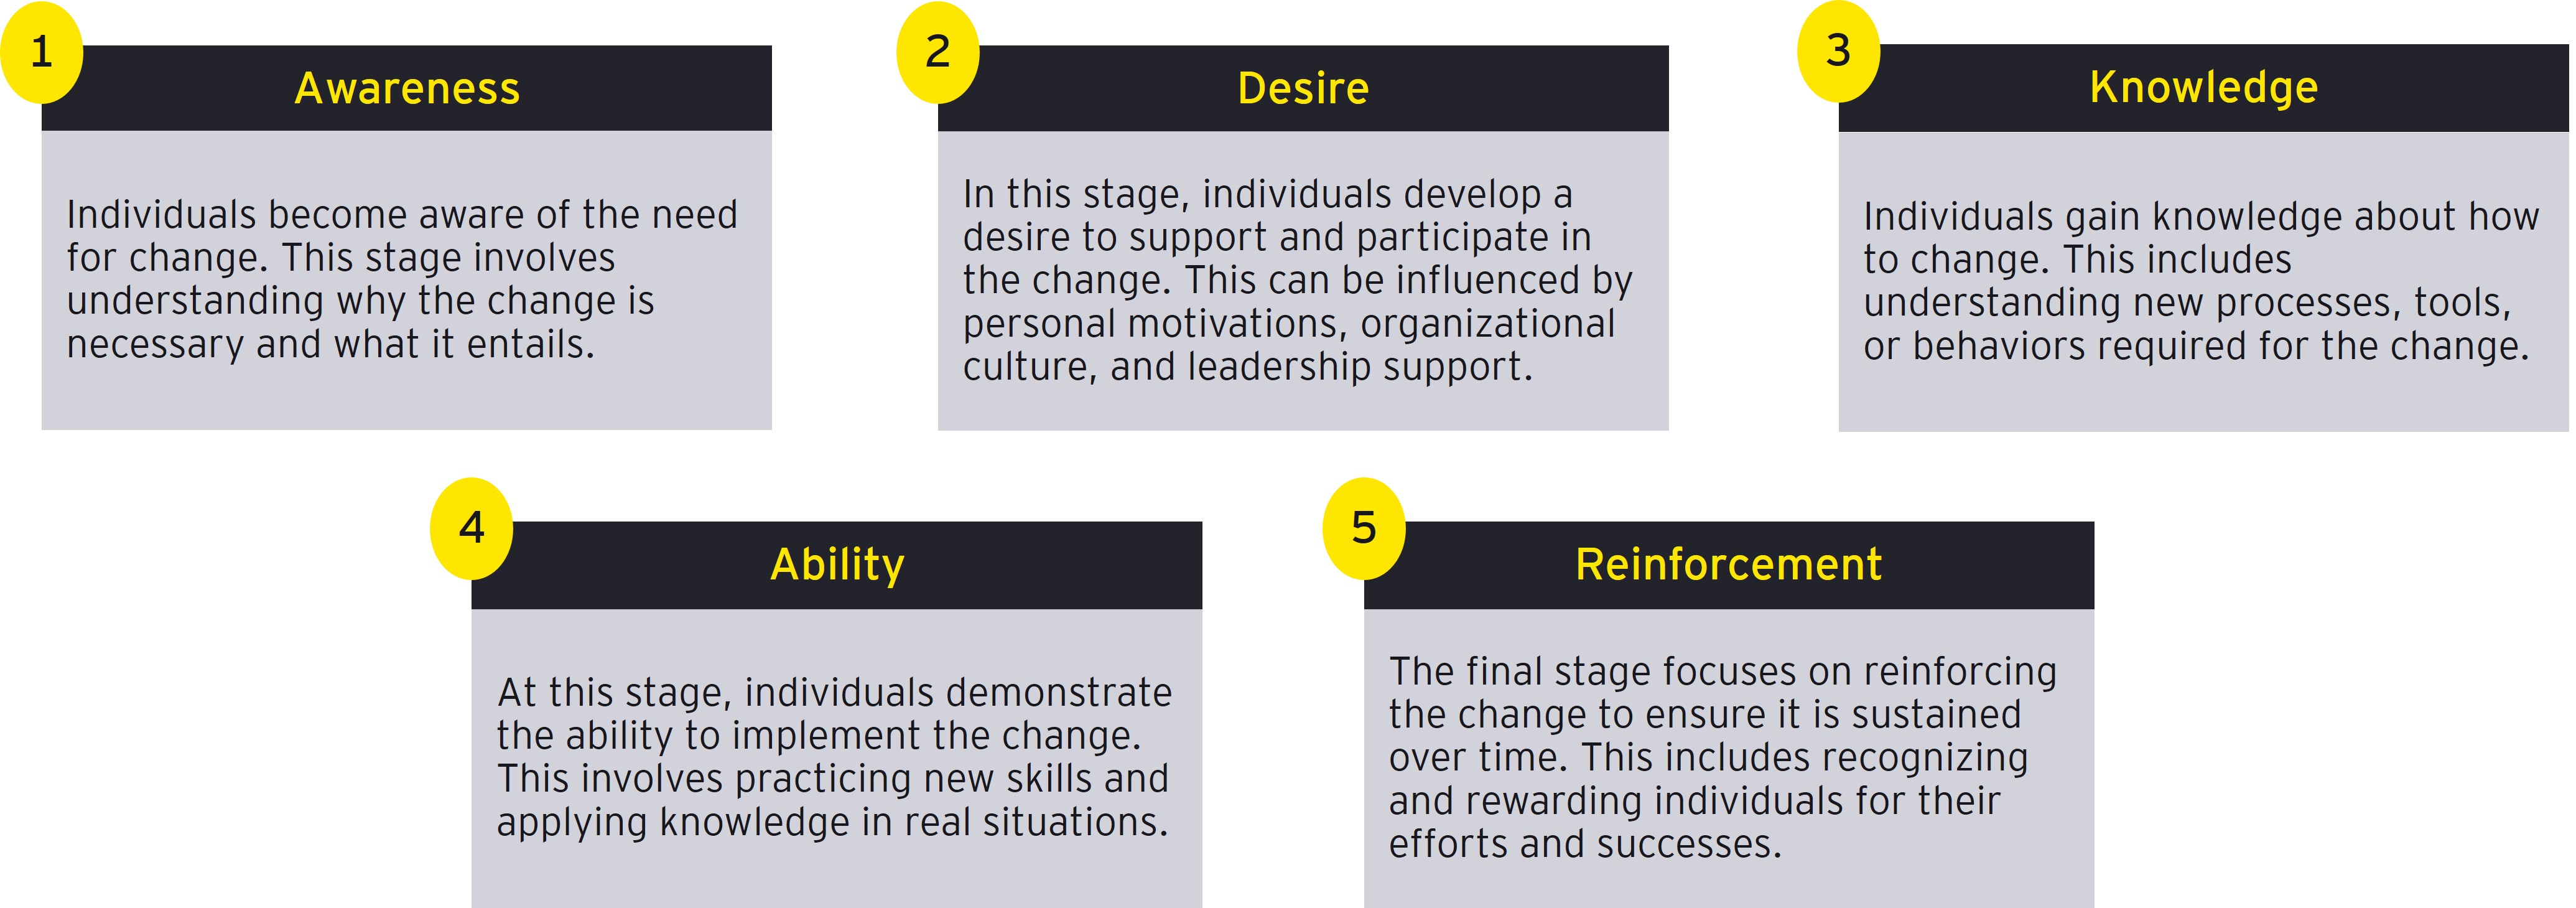 1
Awareness
Individuals become aware of the need
for change. This stage involves
understanding why the change is
necessary and what it entails.
2
Desire
In this stage, individuals develop a
desire to support and participate in
the change. This can be influenced by
personal motivations, organizational
culture, and leadership support.
3
Knowledge
Individuals gain knowledge about how
to change. This includes
understanding new processes, tools,
or behaviors required for the change.
4
Ability
At this stage, individuals demonstrate
the ability to implement the change.
This involves practicing new skills and
applying knowledge in real situations.
5
Reinforcement
The final stage focuses on reinforcing
the change to ensure it is sustained
over time. This includes recognizing
and rewarding individuals for their
efforts and successes.